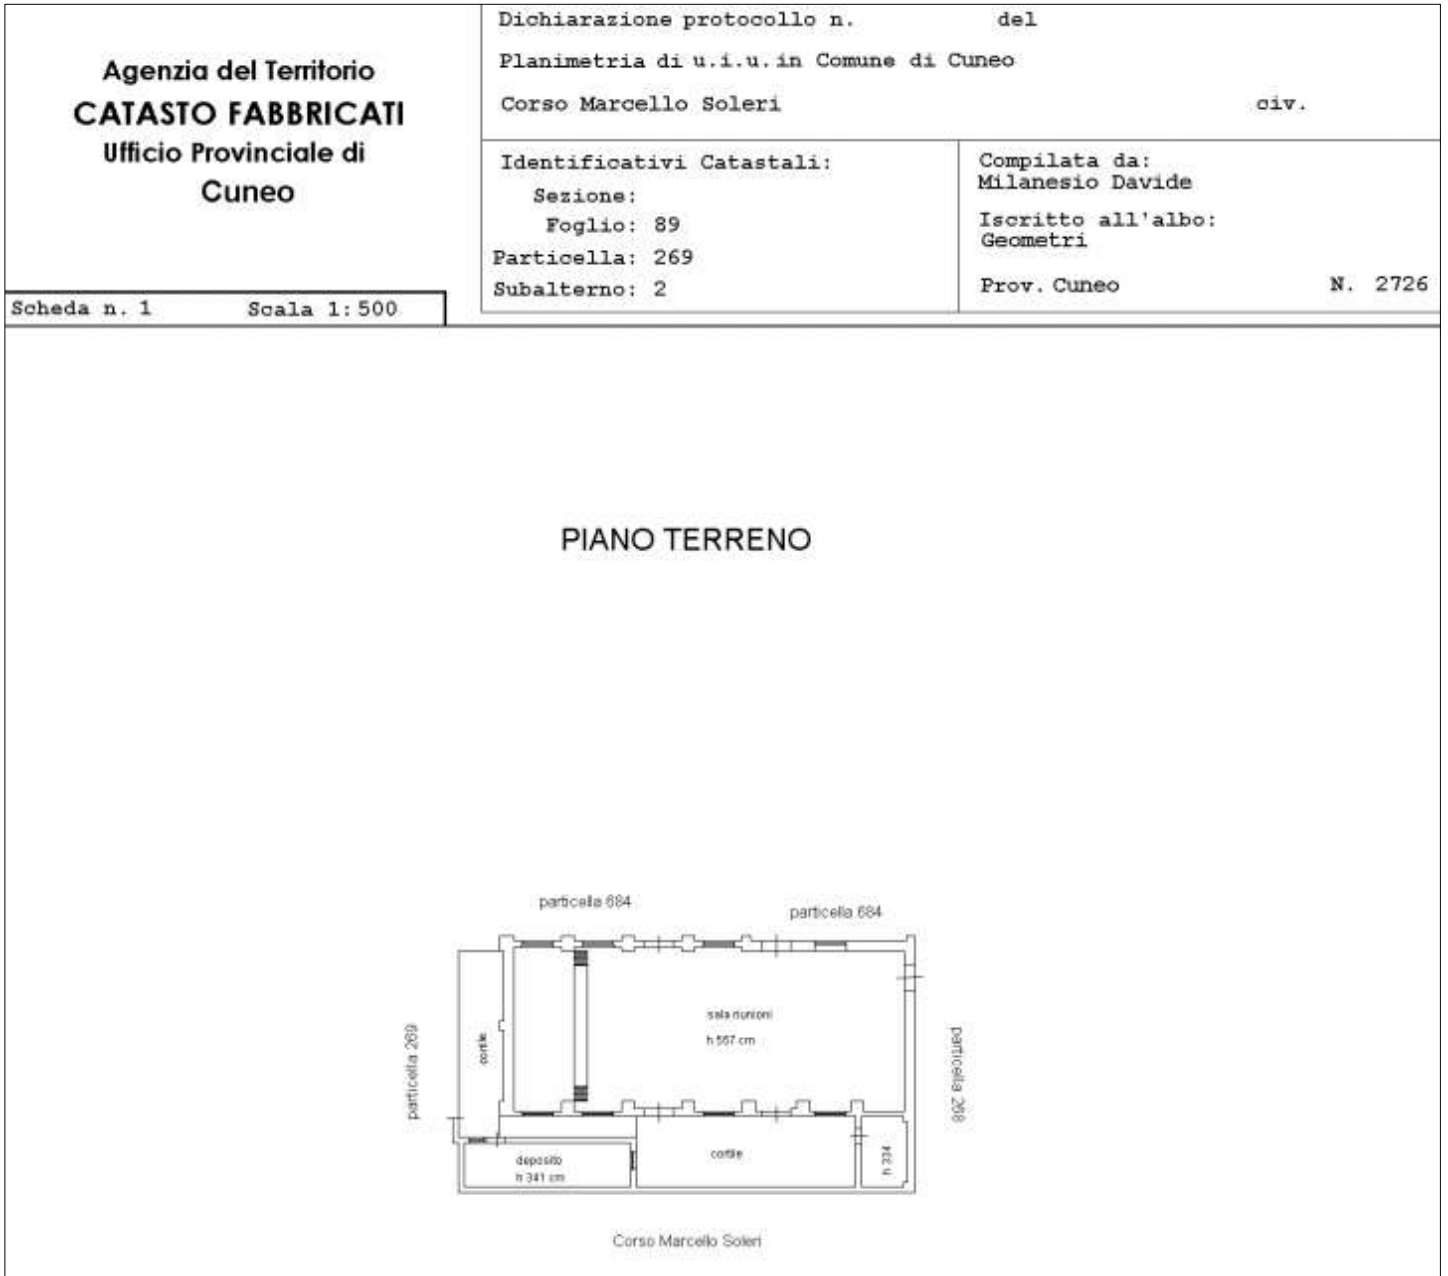 Agenzia del Territorio
CATASTO FABBRICATI
Ufficio Provinciale di
Cuneo
Scheda n. 1 Scala 1:500
Dichiarazione protocollo n. del
Planimetria di u.i.u. in Comune di Cuneo
Corso Marcello Soleri civ.
Identificativi Catastali:
Sezione:
Foglio: 89
Particella: 269
Subalterno: 2
Compilata da:
Milanesio Davide
Iscritto all'albo:
Geometri
Prov. Cuneo N. 2726
PIANO TERRENO
particella 684
particella 684
particella 269
cortile
sala riunioni
h 567 cm
particella 268
deposito
h 341 cm
cortile
h 334
Corso Marcello Soleri